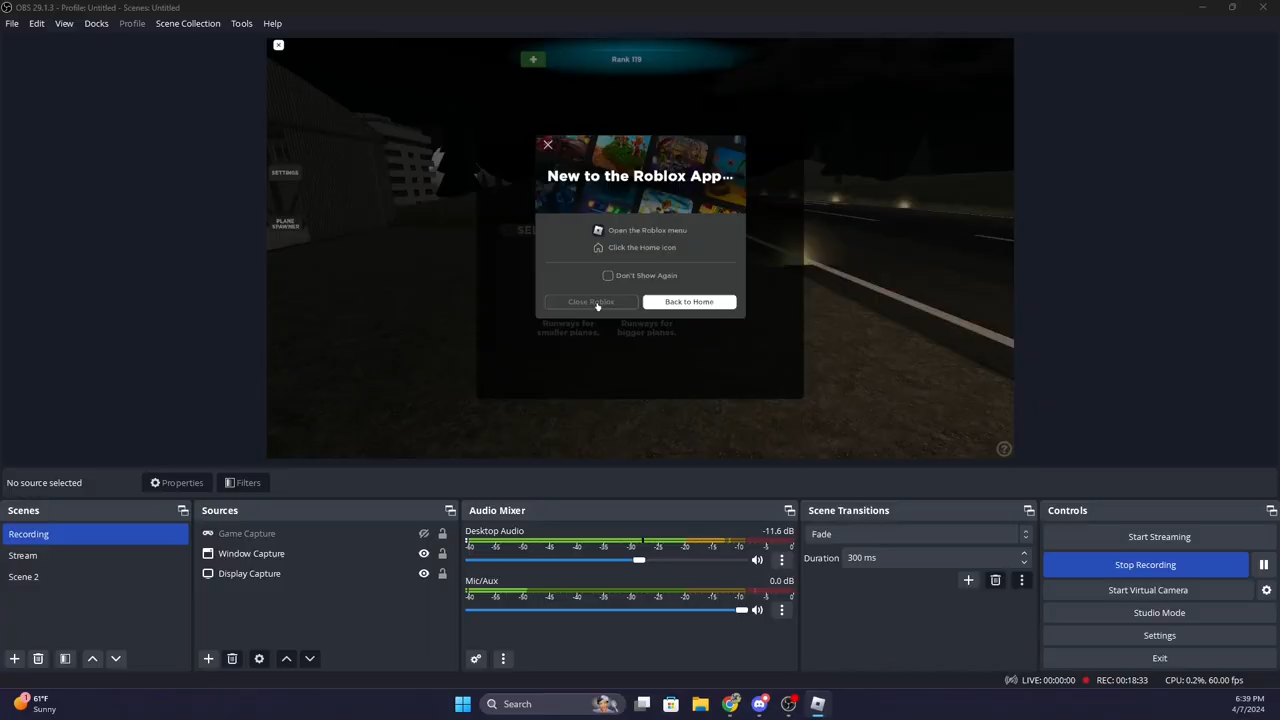 OBS 29.1.3 - Profile: Untitled - Scenes: Untitled
File Edit View Docks Profile Scene Collection Tools Help
Rank 119
SETTINGS
PLANE
SPAWNER
New to the Roblox App...
Open the Roblox menu
Click the Home icon
Don't Show Again
Close Roblox Back to Home
Runways for
smaller planes.
Runways for
bigger planes.
No source selected Properties Filters
Scenes
Recording
Stream
Scene 2
Sources
Game Capture
Window Capture
Display Capture
Audio Mixer
Desktop Audio -11.6 dB
-60 -55 -50 -45 -40 -35 -30 -25 -20 -15 -10 -5 0
Mic/Aux 0.0 dB
-60 -55 -50 -45 -40 -35 -30 -25 -20 -15 -10 -5 0
Scene Transitions
Fade
Duration 300 ms
Controls
Start Streaming
Stop Recording
Start Virtual Camera
Studio Mode
Settings
Exit
LIVE: 00:00:00 REC: 00:18:33 CPU: 0.2%, 60.00 fps
1
61°F
Sunny
Search
6:39 PM
4/7/2024